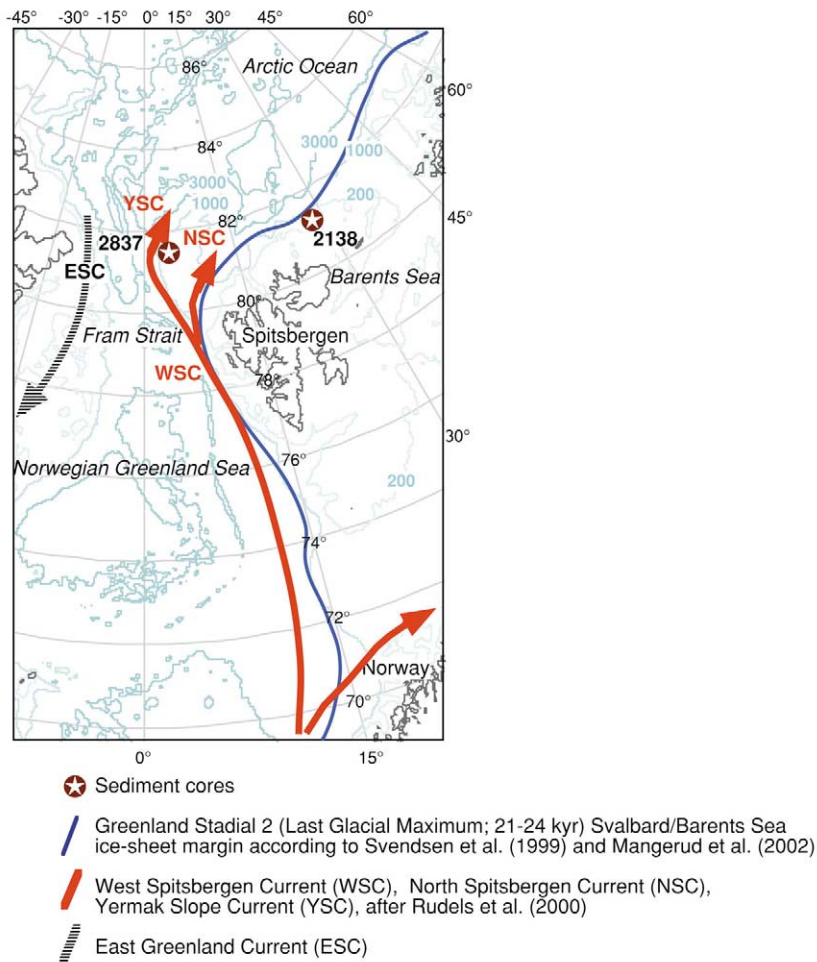 -45° -30° -15° 0° 15° 30° 45° 60°
86°
Arctic Ocean
60°
84°
3000 1000
3000
200
1000
YSC
82°
45°
2837
NSC
2138
ESC
Barents Sea
80°
Fram Strait
Spitsbergen
WSC
78°
30°
76°
Norwegian Greenland Sea
200
74°
72°
Norway
70°
0° 15°
Sediment cores
Greenland Stadial 2 (Last Glacial Maximum; 21-24 kyr) Svalbard/Barents Sea
ice-sheet margin according to Svendsen et al. (1999) and Mangerud et al. (2002)
West Spitsbergen Current (WSC), North Spitsbergen Current (NSC),
Yermak Slope Current (YSC), after Rudels et al. (2000)
East Greenland Current (ESC)